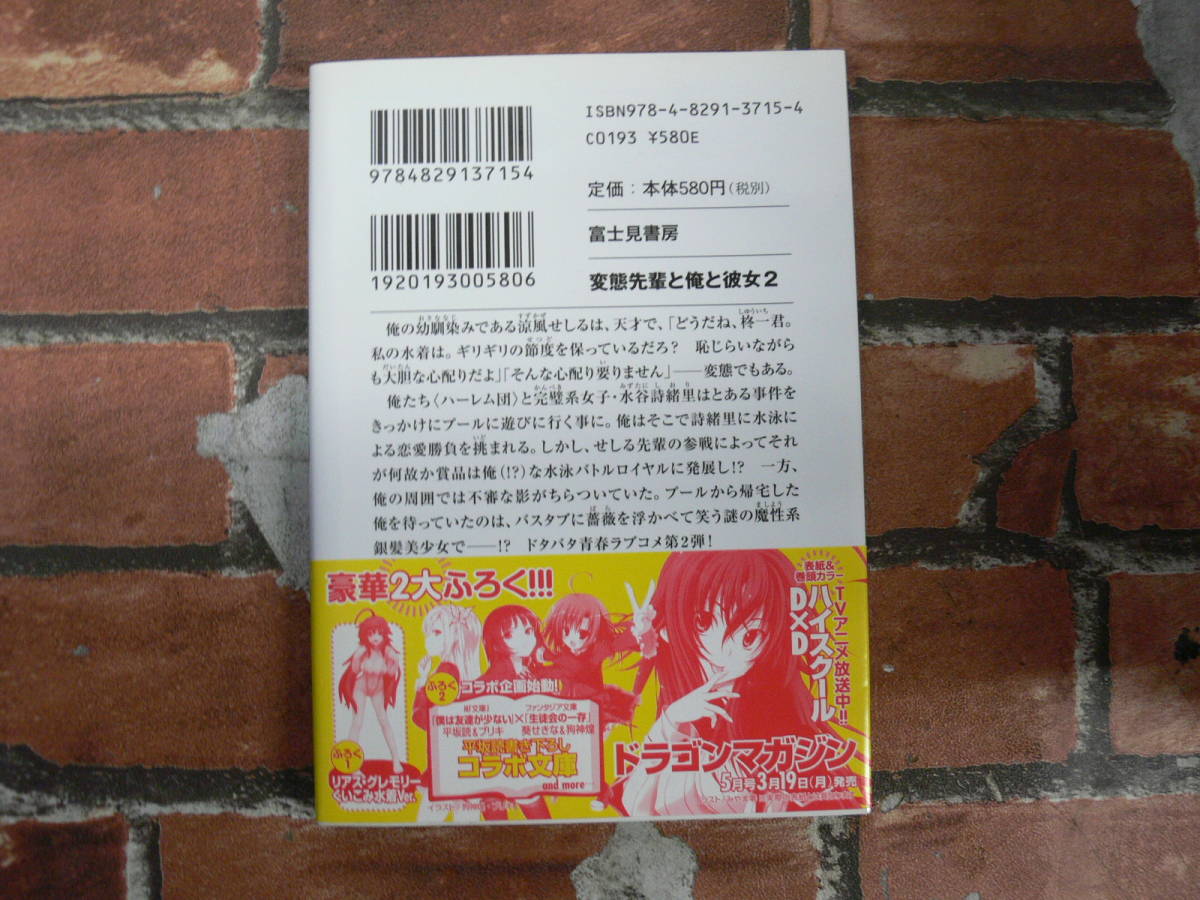 ISBN978-4-8291-3715-4
C0193 ¥580E
9784829137154
定価：本体580円（税別）
1920193005806
富士見書房
変態先輩と俺と彼女２
俺の幼馴染みである涼風せしるは、天才で、「どうだね、柊一君。
私の水着は。ギリギリの節度を保っているだろ？　恥じらいながら
も大胆な心配りだよ」「そんな心配り要りません」――変態でもある。
俺たち〈ハーレム団〉と完璧系女子・水谷詩緒里はとある事件を
きっかけにプールに遊びに行く事に。俺はそこで詩緒里に水泳に
よる恋愛勝負を挑まれる。しかし、せしる先輩の参戦によってそれ
が何故か賞品は俺（!?）な水泳バトルロイヤルに発展し!?　一方、
俺の周囲では不審な影がちらついていた。プールから帰宅した
俺を待っていたのは、バスタブに薔薇を浮かべて笑う謎の魔性系
銀髪美少女で――!?　ドタバタ青春ラブコメ第２弾！
豪華２大ふろく!!!
表紙＆
巻頭カラー
TVアニメ放送中!!
ハイスクール
D×D
ふろく1
リアス・グレモリー
くいこみ水着Ver.
ふろく2
コラボ企画始動！
ファンタジア文庫
「僕は友達が少ない」×「生徒会の一存」
平坂読＆ブリキ　葵せきな＆狗神煌
平坂読書き下ろし
コラボ文庫
and more
ドラゴンマガジン
5月号3月19日（月）発売